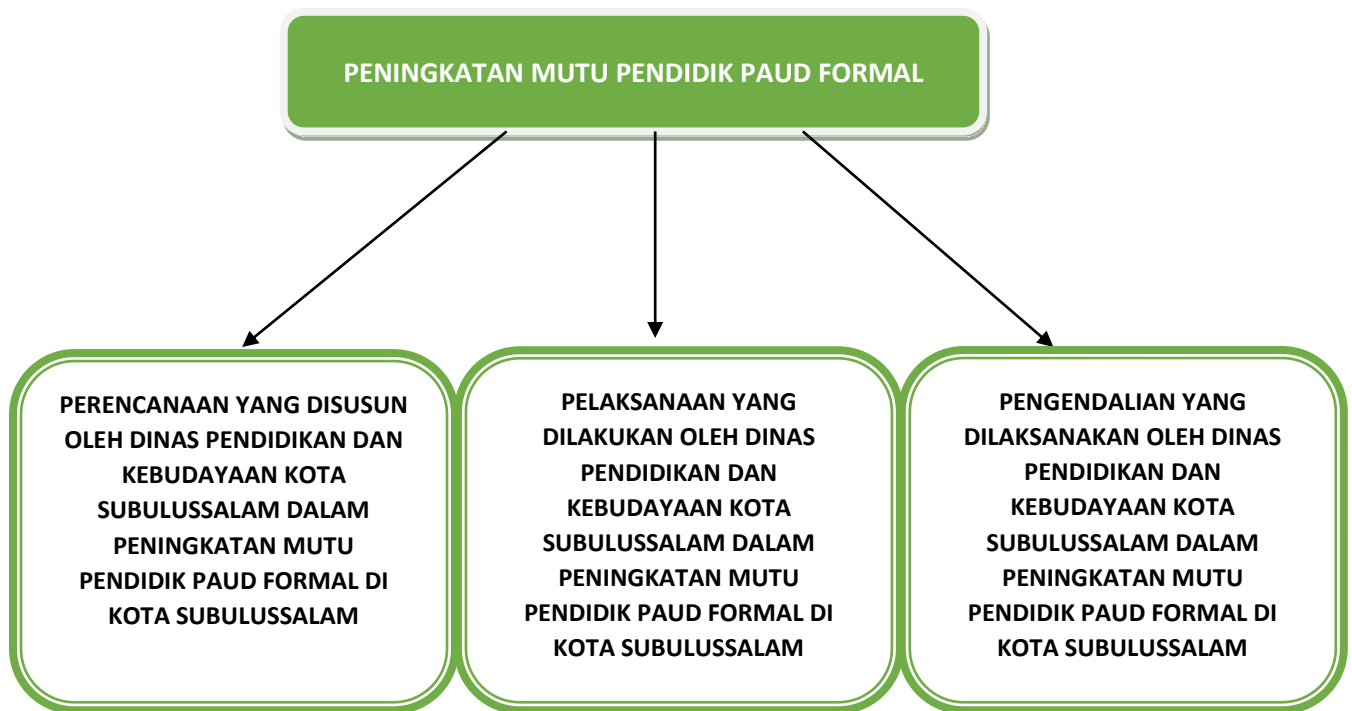 PENINGKATAN MUTU PENDIDIK PAUD FORMAL
PERENCANAAN YANG DISUSUN
OLEH DINAS PENDIDIKAN DAN
KEBUDAYAAN KOTA
SUBULUSSALAM DALAM
PENINGKATAN MUTU
PENDIDIK PAUD FORMAL DI
KOTA SUBULUSSALAM
PELAKSANAAN YANG
DILAKUKAN OLEH DINAS
PENDIDIKAN DAN
KEBUDAYAAN KOTA
SUBULUSSALAM DALAM
PENINGKATAN MUTU
PENDIDIK PAUD FORMAL DI
KOTA SUBULUSSALAM
PENGENDALIAN YANG
DILAKSANAKAN OLEH DINAS
PENDIDIKAN DAN
KEBUDAYAAN KOTA
SUBULUSSALAM DALAM
PENINGKATAN MUTU
PENDIDIK PAUD FORMAL DI
KOTA SUBULUSSALAM